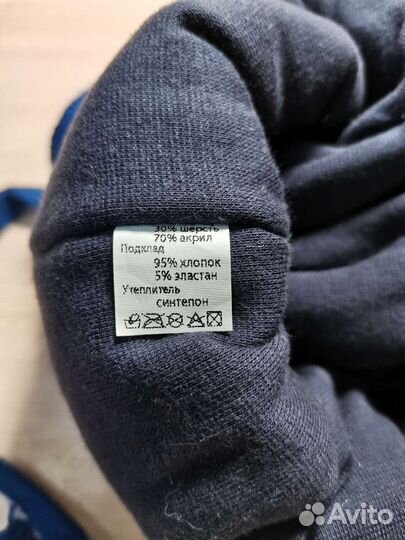 30% шерсть
70% акрил
Подклад
95% хлопок
5% эластан
Утеплитель
синтепон
Avito